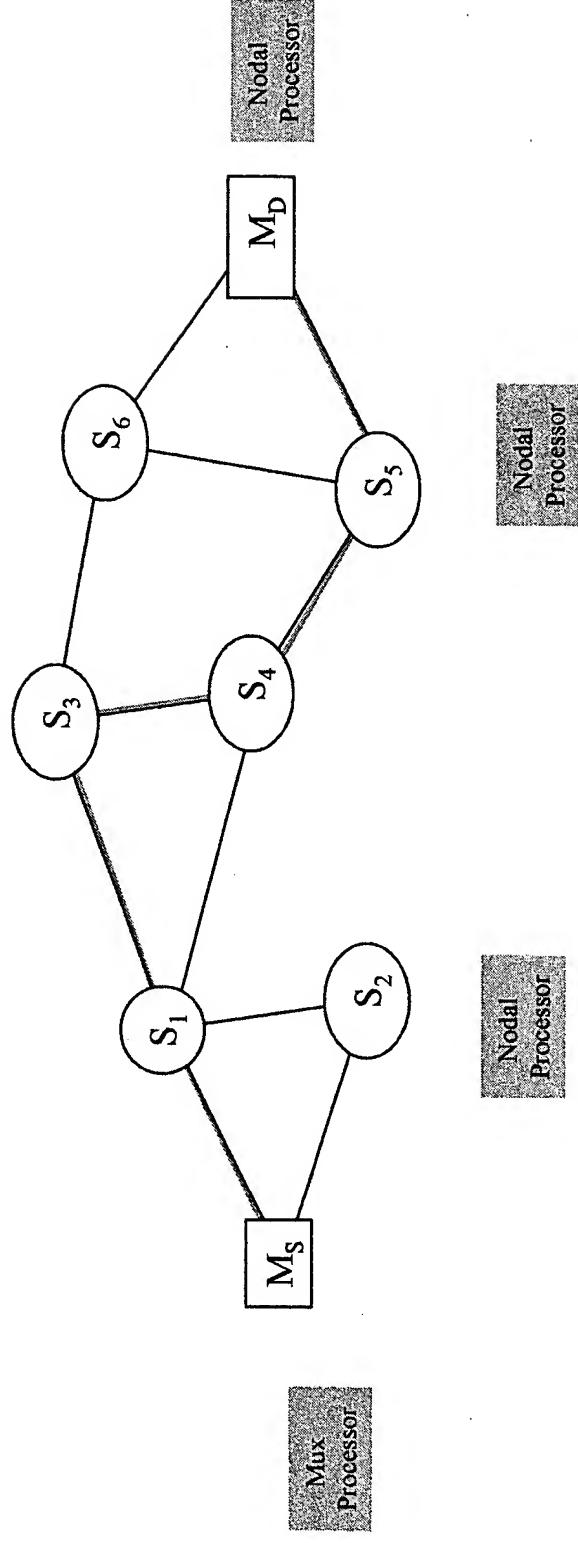 Mux
Processor
M_S
S_1
S_2
Nodal
Processor
S_3
S_4
S_6
S_5
Nodal
Processor
M_D
Nodal
Processor